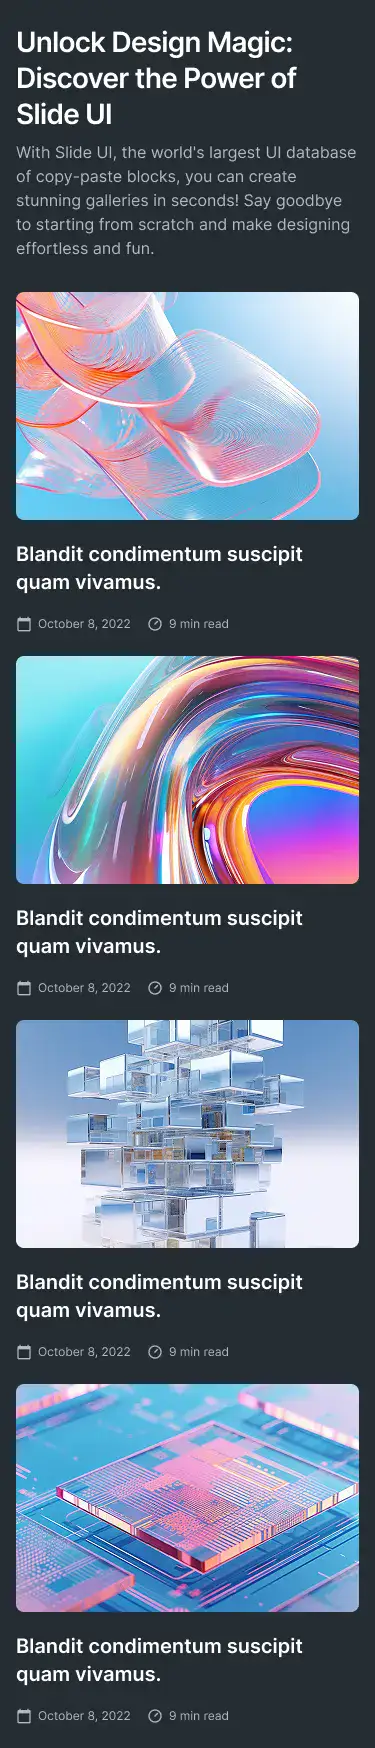 Unlock Design Magic:
Discover the Power of
Slide UI
With Slide UI, the world's largest UI database
of copy-paste blocks, you can create
stunning galleries in seconds! Say goodbye
to starting from scratch and make designing
effortless and fun.
Blandit condimentum suscipit
quam vivamus.
October 8, 2022 9 min read
Blandit condimentum suscipit
quam vivamus.
October 8, 2022 9 min read
Blandit condimentum suscipit
quam vivamus.
October 8, 2022 9 min read
Blandit condimentum suscipit
quam vivamus.
October 8, 2022 9 min read